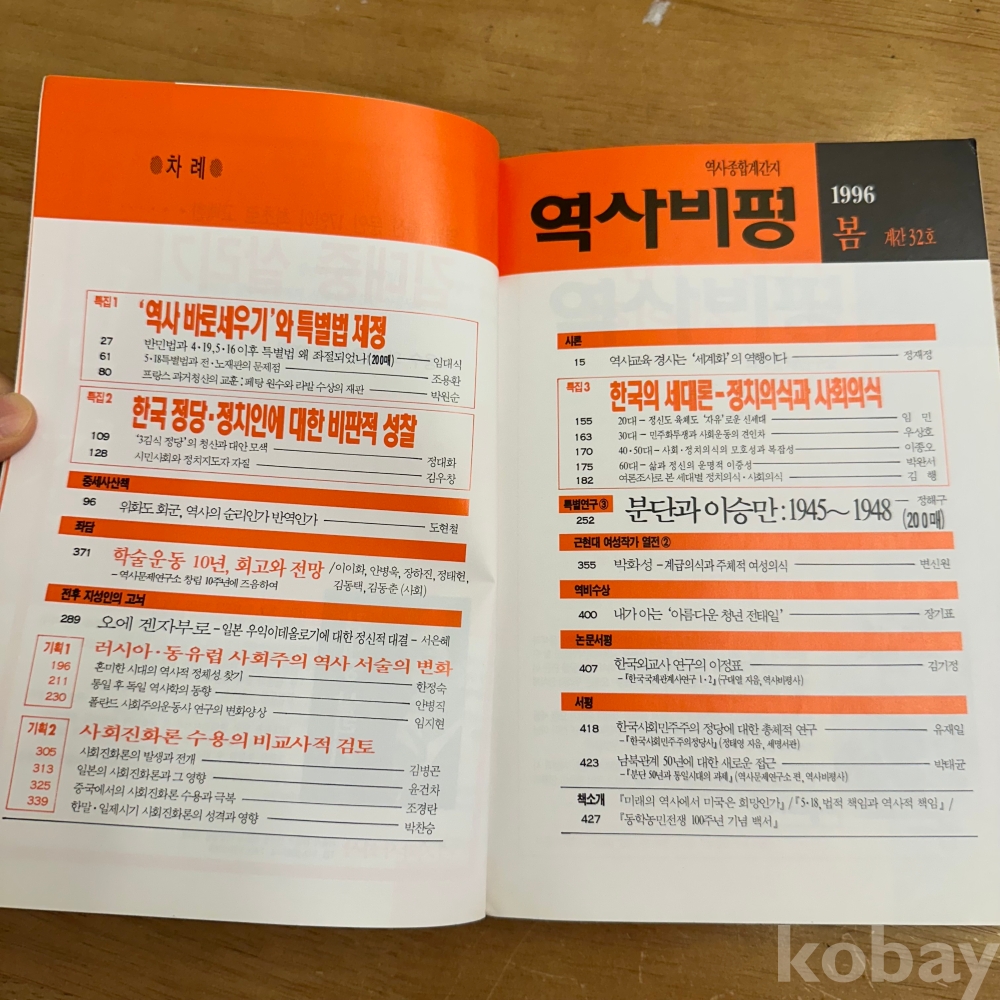 차례
특집1
'역사 바로세우기'와 특별법 제정
27 반민법과 4·19, 5·16 이후 특별법 왜 좌절되었나(200매) 임대식
61 5·18특별법과 전·노재판의 문제점 조용환
80 프랑스 과거청산의 교훈 : 페탕 원수와 라발 수상의 재판 박원순
특집2
한국 정당·정치인에 대한 비판적 성찰
109 '3김식 정당'의 청산과 대안 모색 정대화
128 시민사회와 정치지도자 자질 김우창
중세사산책
96 위화도 회군, 역사의 순리인가 반역인가 도현철
좌담
371 학술운동 10년, 회고와 전망 /이이화, 안병욱, 장하진, 정태헌,
- 역사문제연구소 창립 10주년에 즈음하여 김동택, 김동춘 (사회)
전후 지성인의 고뇌
289 오에 겐자부로 - 일본 우익이데올로기에 대한 정신적 대결 - 서은혜
기획1 러시아·동유럽 사회주의 역사 서술의 변화
196 혼미한 시대의 역사적 정체성 찾기 한정숙
211 통일 후 독일 역사학의 동향 안병직
230 폴란드 사회주의운동사 연구의 변화양상 임지현
기획2 사회진화론 수용의 비교사적 검토
305 사회진화론의 발생과 전개 김병곤
313 일본의 사회진화론과 그 영향 윤건차
325 중국에서의 사회진화론 수용과 극복 조경란
339 한말·일제시기 사회진화론의 성격과 영향 박찬승
역사종합계간지
역사비평
1996
봄 계간 32호
시론
15 역사교육 경시는 '세계화'의 역행이다 정재정
특집3
한국의 세대론-정치의식과 사회의식
155 20대 - 정신도 육체도 '자유'로운 신세대 임 민
163 30대 - 민주화투쟁과 사회운동의 견인차 우상호
170 40·50대 - 사회·정치의식의 모호성과 복잡성 이종오
175 60대 - 삶과 정신의 운명적 이중성 박완서
182 여론조사로 본 세대별 정치의식·사회의식 김 행
특별연구③
252 분단과 이승만 : 1945~1948 - 정해구 (200매)
근현대 여성작가 열전②
355 박화성 - 계급의식과 주체적 여성의식 변신원
역비수상
400 내가 아는 '아름다운 청년 전태일' 장기표
논문서평
407 한국외교사 연구의 이정표 김기정
-『한국국제관계사연구 1·2』(구대열 지음, 역사비평사)
서평
418 한국사회민주주의 정당에 대한 총체적 연구 유재일
-『한국사회민주주의정당사』(정태영 지음, 세명서관)
423 남북관계 50년에 대한 새로운 접근 박태균
-『분단 50년과 통일시대의 과제』(역사문제연구소 편, 역사비평사)
책소개 『미래의 역사에서 미국은 희망인가』/『5·18, 법적 책임과 역사적 책임』/
427 『동학농민전쟁 100주년 기념 백서』
kobay